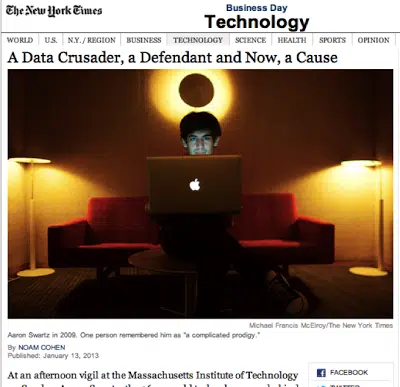 The New York Times
Business Day
Technology
WORLD U.S. N.Y. / REGION BUSINESS TECHNOLOGY SCIENCE HEALTH SPORTS OPINION
A Data Crusader, a Defendant and Now, a Cause
Michael Francis McElroy/The New York Times
Aaron Swartz in 2009. One person remembered him as "a complicated prodigy."
By NOAM COHEN
Published: January 13, 2013
At an afternoon vigil at the Massachusetts Institute of Technology
FACEBOOK
TWITTER